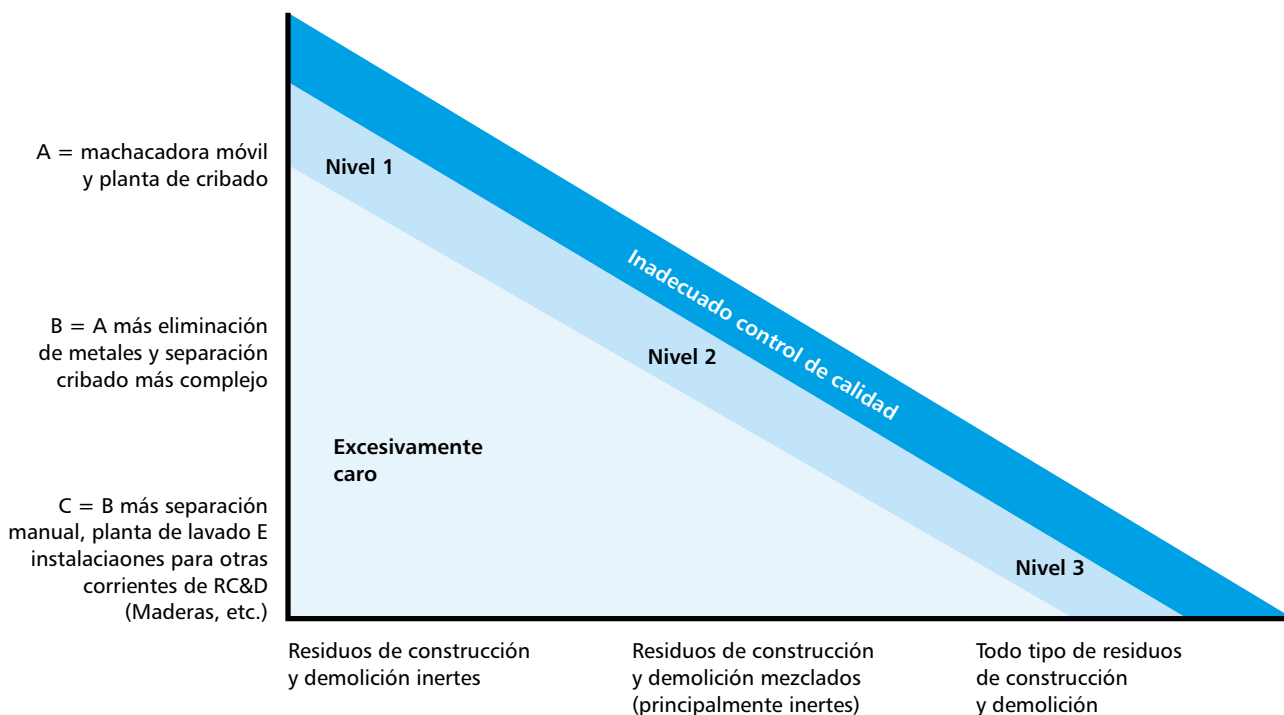 A = machacadora móvil
y planta de cribado
Nivel 1
Inadecuado control de calidad
B = A más eliminación
de metales y separación
cribado más complejo
Nivel 2
Excesivamente
caro
C = B más separación
manual, planta de lavado E
instalaciaones para otras
corrientes de RC&D
(Maderas, etc.)
Nivel 3
Residuos de construcción
y demolición inertes
Residuos de construcción
y demolición mezclados
(principalmente inertes)
Todo tipo de residuos
de construcción
y demolición